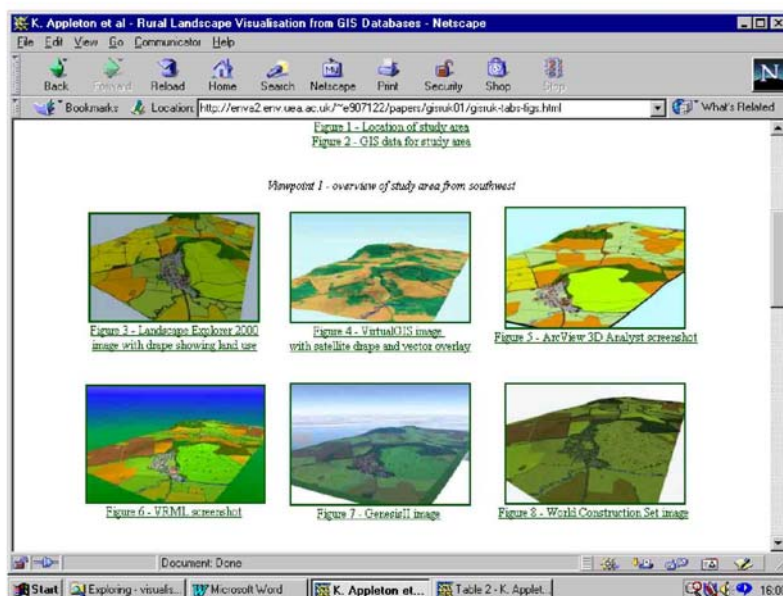 K. Appleton et al - Rural Landscape Visualisation from GIS Databases - Netscape
File Edit View Go Communicator Help
Back Forward Reload Home Search Netscape Print Security Shop Stop
Bookmarks Location: http://enva2.env.uea.ac.uk/~e907122/papers/gisruk01/gisruk-tabs-figs.html What's Related
Figure 1 - Location of study area
Figure 2 - GIS data for study area
Viewpoint 1 - overview of study area from southwest
Figure 3 - Landscape Explorer 2000
image with drape showing land use
Figure 4 - VirtualGIS image
with satellite drape and vector overlay
Figure 5 - ArcView 3D Analyst screenshot
Figure 6 - VRML screenshot
Figure 7 - GenesisII image
Figure 8 - World Construction Set image
Document: Done
Start Exploring - visualis... Microsoft Word K. Appleton et... Table 2 - K. Applet...